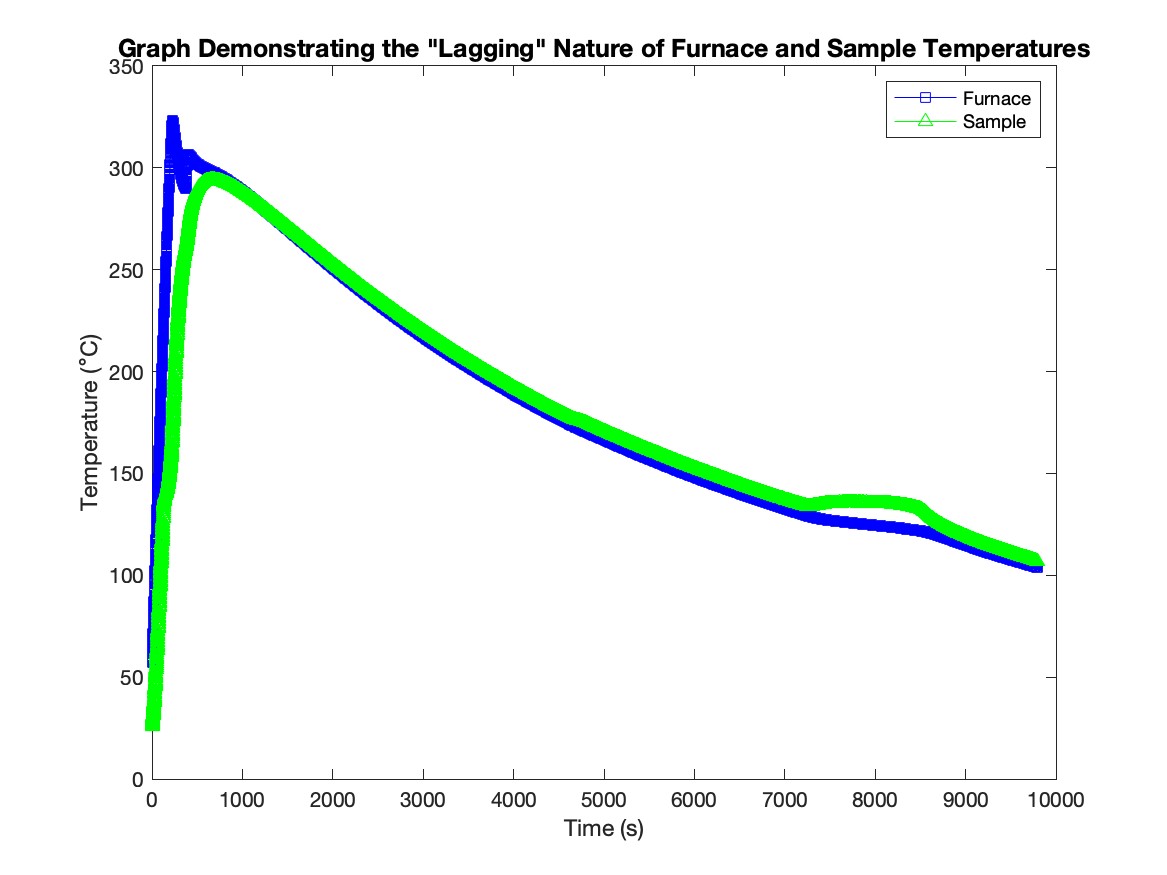 Graph Demonstrating the "Lagging" Nature of Furnace and Sample Temperatures
350
300
250
200
150
100
50
0
Temperature (°C)
Furnace
Sample
0 1000 2000 3000 4000 5000 6000 7000 8000 9000 10000
Time (s)